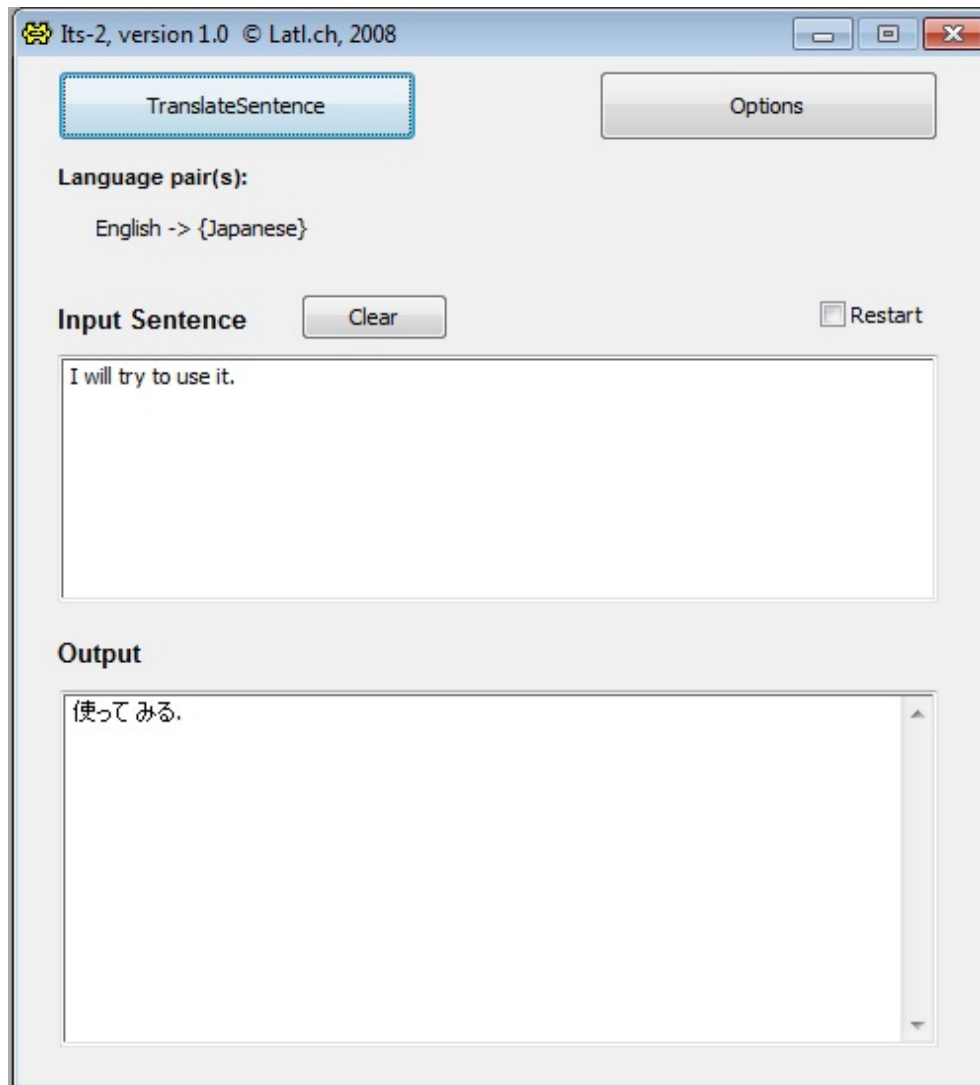 Its-2, version 1.0 © Latl.ch, 2008
TranslateSentence
Options
Language pair(s):
English -> {Japanese}
Input Sentence
Clear
Restart
I will try to use it.
Output
使って みる.